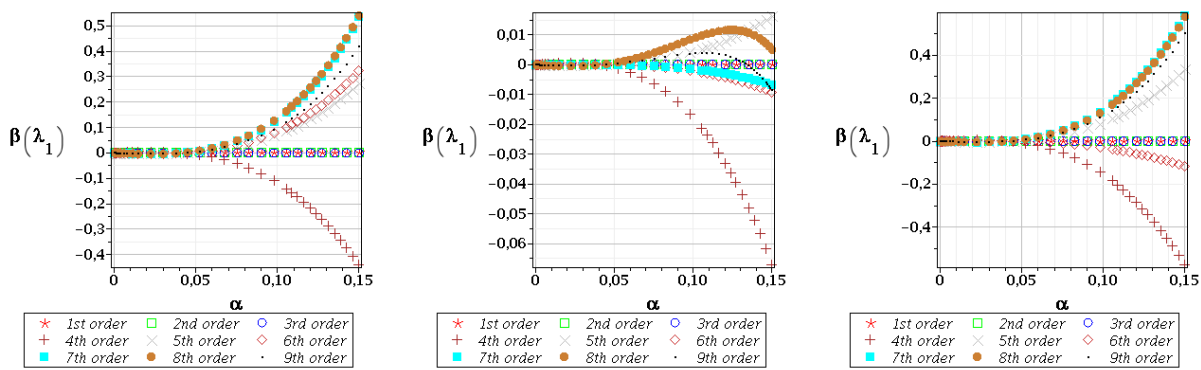 0,5
0,4
0,3
0,2
0,1
0
−0,1
−0,2
−0,3
−0,4
β(λ1)
0 0,05 0,10 0,15
α
1st order 2nd order 3rd order
4th order 5th order 6th order
7th order 8th order 9th order
0,01
0
−0,01
−0,02
−0,03
−0,04
−0,05
−0,06
β(λ1)
0 0,05 0,10 0,15
α
1st order 2nd order 3rd order
4th order 5th order 6th order
7th order 8th order 9th order
0,4
0,2
0
−0,2
−0,4
β(λ1)
0 0,05 0,10 0,15
α
1st order 2nd order 3rd order
4th order 5th order 6th order
7th order 8th order 9th order